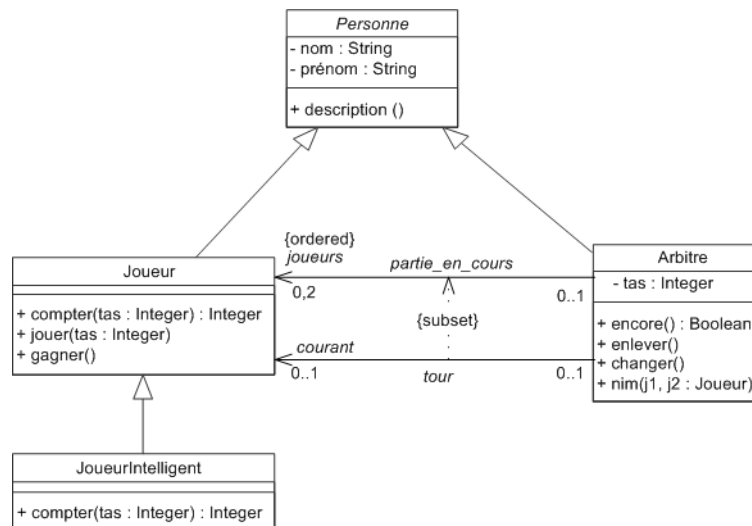 Personne
- nom : String
- prénom : String
+ description ()
{ordered}
joueurs
partie_en_cours
0,2
0..1
{subset}
courant
0..1
tour
0..1
Joueur
+ compter(tas : Integer) : Integer
+ jouer(tas : Integer)
+ gagner()
Arbitre
- tas : Integer
+ encore() : Boolean
+ enlever()
+ changer()
+ nim(j1, j2 : Joueur)
JoueurIntelligent
+ compter(tas : Integer) : Integer